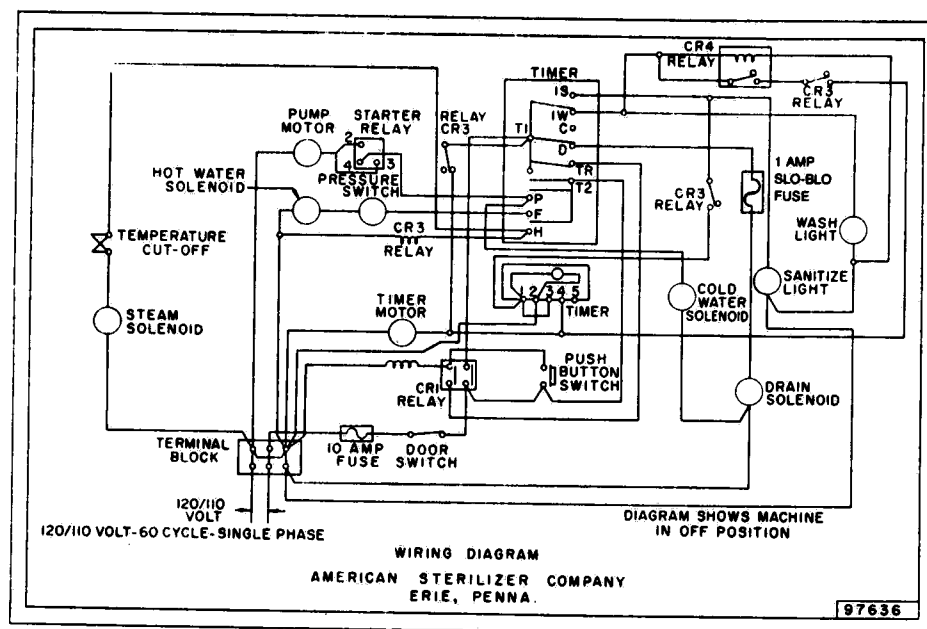 CR4
RELAY
CR3
RELAY
TIMER
IS
IW
C
T1
D
TR
T2
P
F
H
PUMP
MOTOR
STARTER
RELAY
2
4
3
RELAY
CR3
HOT WATER
SOLENOID
PRESSURE
SWITCH
CR3
RELAY
1 AMP
SLO-BLO
FUSE
CR3
RELAY
WASH
LIGHT
TEMPERATURE
CUT-OFF
STEAM
SOLENOID
TIMER
MOTOR
1 2 3 4 5
TIMER
COLD
WATER
SOLENOID
SANITIZE
LIGHT
PUSH
BUTTON
SWITCH
CR1
RELAY
DRAIN
SOLENOID
TERMINAL
BLOCK
10 AMP
FUSE
DOOR
SWITCH
120/110
VOLT
120/110 VOLT-60 CYCLE-SINGLE PHASE
DIAGRAM SHOWS MACHINE
IN OFF POSITION
WIRING DIAGRAM
AMERICAN STERILIZER COMPANY
ERIE, PENNA.
97636